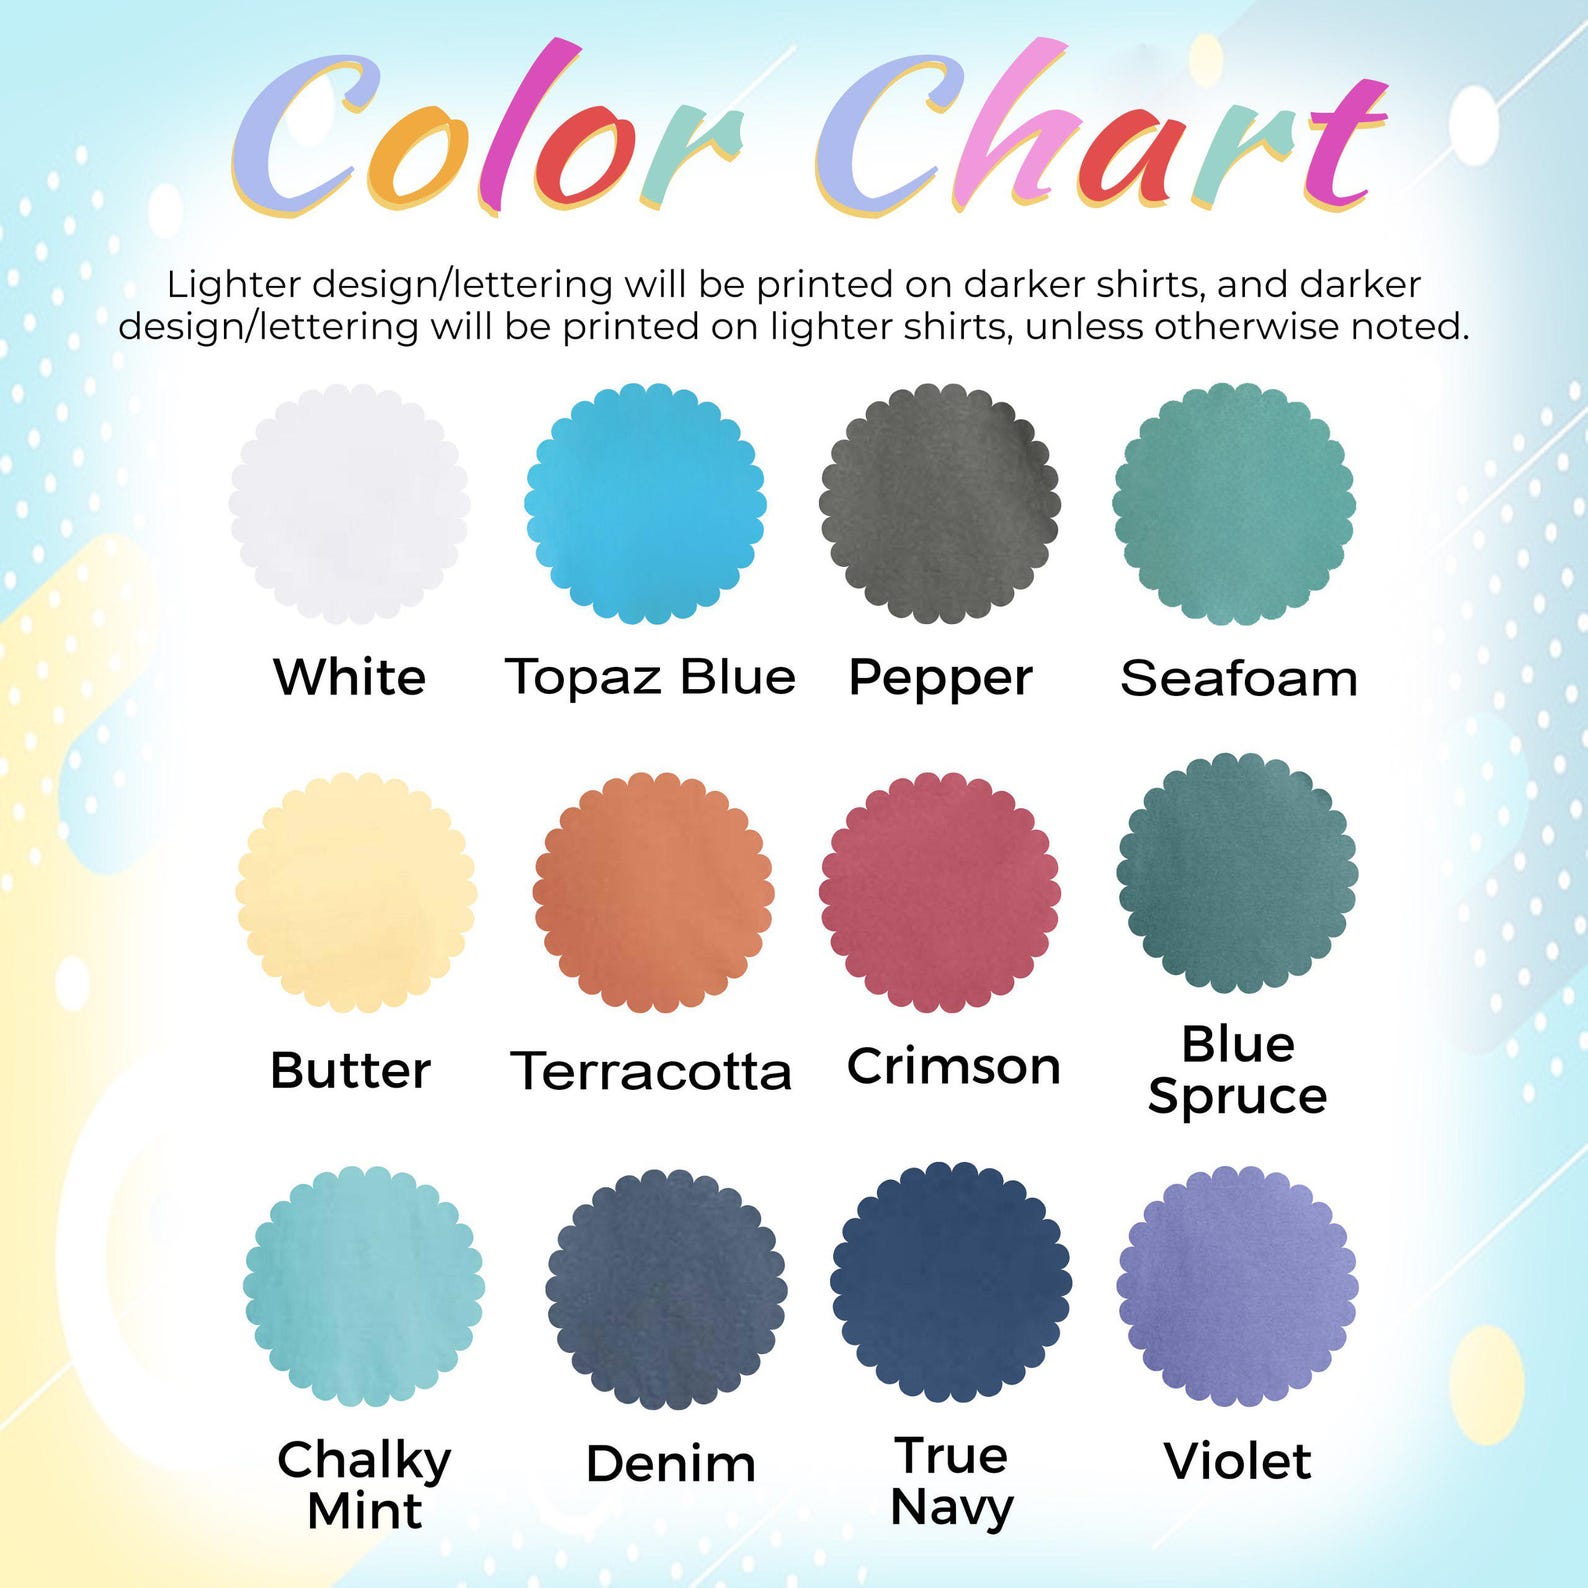 Color Chart
Lighter design/lettering will be printed on darker shirts, and darker
design/lettering will be printed on lighter shirts, unless otherwise noted.
White
Topaz Blue
Pepper
Seafoam
Butter
Terracotta
Crimson
Blue
Spruce
Chalky
Mint
Denim
True
Navy
Violet